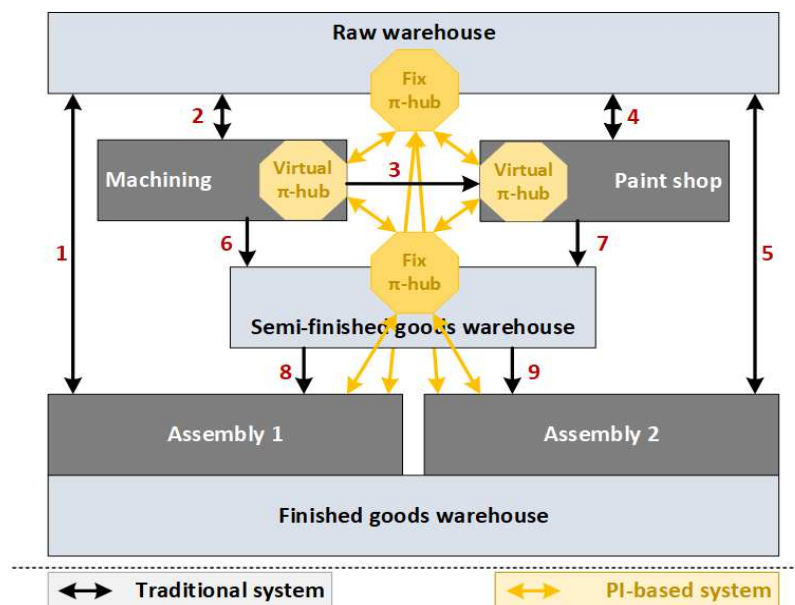 Raw warehouse
Fix
π-hub
2
4
Machining
Virtual
π-hub
3
Virtual
π-hub
Paint shop
1
6
Fix
π-hub
7
5
Semi-finished goods warehouse
8
9
Assembly 1
Assembly 2
Finished goods warehouse
Traditional system
PI-based system